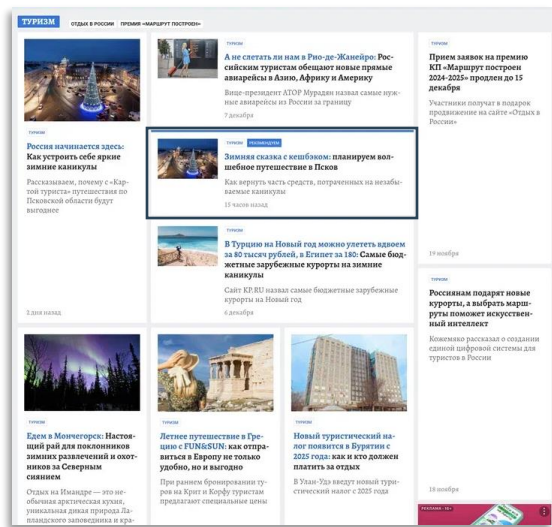 ТУРИЗМ
ОТДЫХ В РОССИИ
ПРЕМИЯ «МАРШРУТ ПОСТРОЕН»
ТУРИЗМ
Россия начинается здесь:
Как устроить себе яркие
зимние каникулы
Рассказываем, почему с «Кар-
той туриста» путешествия по
Псковской области будут
выгоднее
2 дня назад
ТУРИЗМ
А не слетать ли нам в Рио-де-Жанейро: Рос-
сийским туристам обещают новые прямые
авиарейсы в Азию, Африку и Америку
Вице-президент АТОР Мурадян назвал самые нуж-
ные авиарейсы из России за границу
7 декабря
ТУРИЗМ
РЕКОМЕНДУЕМ
Зимняя сказка с кешбэком: планируем вол-
шебное путешествие в Псков
Как вернуть часть средств, потраченных на незабы-
ваемые каникулы
15 часов назад
ТУРИЗМ
В Турцию на Новый год можно улететь вдвоем
за 80 тысяч рублей, в Египет за 180: Самые бюд-
жетные зарубежные курорты на зимние
каникулы
Сайт KP.RU назвал самые бюджетные зарубежные
курорты на Новый год
6 декабря
ТУРИЗМ
Прием заявок на премию
КП «Маршрут построен
2024-2025» продлен до 15
декабря
Участники получат в подарок
продвижение на сайте «Отдых в
России»
19 ноября
ТУРИЗМ
Россиянам подарят новые
курорты, а выбрать марш-
руты поможет искусствен-
ный интеллект
Кожемяко рассказал о создании
единой цифровой системы для
туристов в России
18 ноября
ТУРИЗМ
Едем в Мончегорск: Настоя-
щий рай для поклонников
зимних развлечений и охот-
ников за Северным
сиянием
Отдых на Имандре — это не-
обычная арктическая кухня,
уникальная дикая природа Ла-
пландского заповедника и кра-
ТУРИЗМ
Летнее путешествие в Гре-
цию с FUN&SUN: как отпра-
виться в Европу не только
удобно, но и выгодно
При раннем бронировании ту-
ров на Крит и Корфу туристам
предлагают специальные цены
ТУРИЗМ
Новый туристический на-
лог появится в Бурятии с
2025 года: как и кто должен
платить за отдых
В Улан-Удэ введут новый тури-
стический налог с 2025 года
РЕКЛАМА • 16+